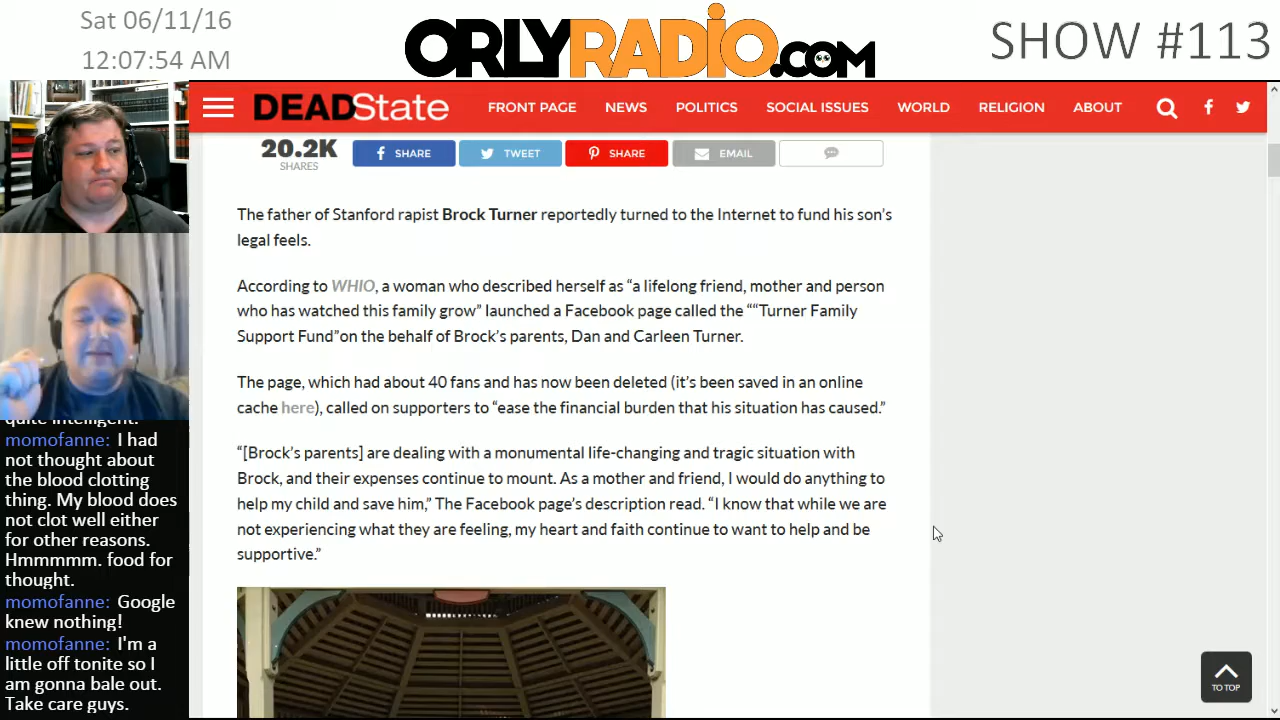 Sat 06/11/16
12:07:54 AM
ORLYRADIO.COM
SHOW #113
DEADState
FRONT PAGE
NEWS
POLITICS
SOCIAL ISSUES
WORLD
RELIGION
ABOUT
20.2K
SHARES
SHARE
TWEET
SHARE
EMAIL
The father of Stanford rapist Brock Turner reportedly turned to the Internet to fund his son’s
legal feels.
According to WHIO, a woman who described herself as “a lifelong friend, mother and person
who has watched this family grow” launched a Facebook page called the ““Turner Family
Support Fund”on the behalf of Brock’s parents, Dan and Carleen Turner.
The page, which had about 40 fans and has now been deleted (it’s been saved in an online
cache here), called on supporters to “ease the financial burden that his situation has caused.”
“[Brock’s parents] are dealing with a monumental life-changing and tragic situation with
Brock, and their expenses continue to mount. As a mother and friend, I would do anything to
help my child and save him,” The Facebook page’s description read. “I know that while we are
not experiencing what they are feeling, my heart and faith continue to want to help and be
supportive.”
TO TOP
quite intelligent.
momofanne: I had
not thought about
the blood clotting
thing. My blood does
not clot well either
for other reasons.
Hmmmmm. food for
thought.
momofanne: Google
knew nothing!
momofanne: I'm a
little off tonite so I
am gonna bale out.
Take care guys.